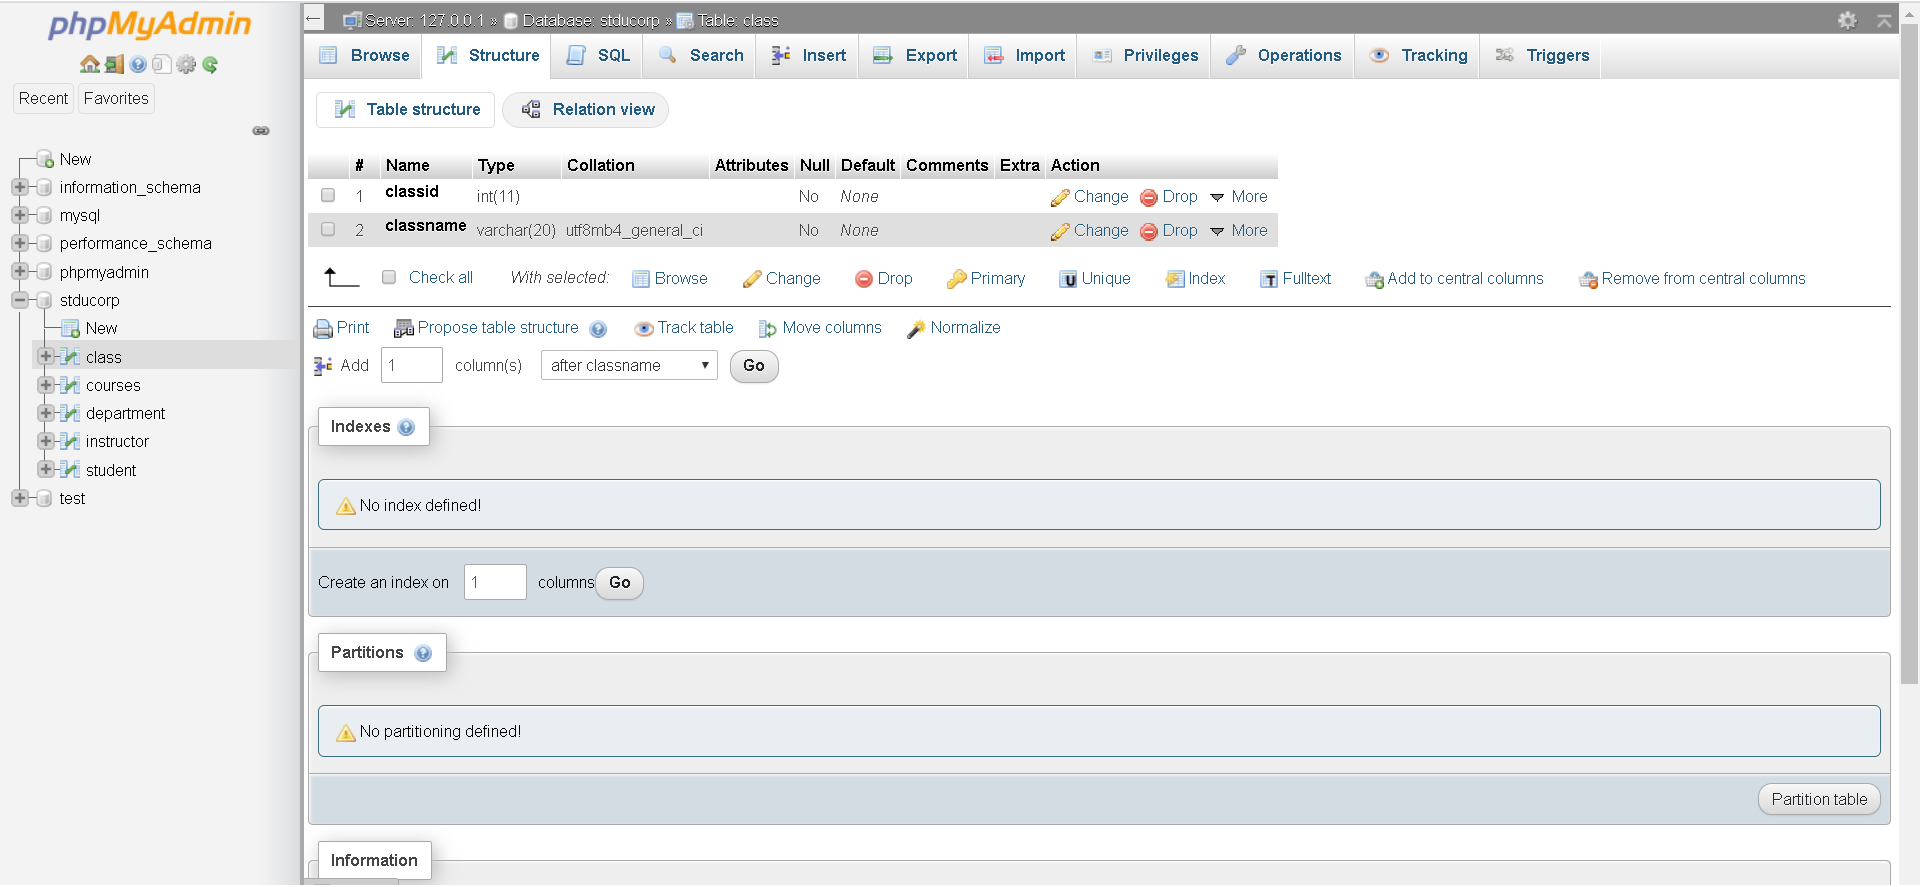 phpMyAdmin
Recent Favorites
New
information_schema
mysql
performance_schema
phpmyadmin
stducorp
New
class
courses
department
instructor
student
test
Server: 127.0.0.1 » Database: stducorp » Table: class
Browse Structure SQL Search Insert Export Import Privileges Operations Tracking Triggers
Table structure Relation view
# Name Type Collation Attributes Null Default Comments Extra Action
1 classid int(11) No None Change Drop More
2 classname varchar(20) utf8mb4_general_ci No None Change Drop More
Check all With selected: Browse Change Drop Primary Unique Index Fulltext Add to central columns Remove from central columns
Print Propose table structure Track table Move columns Normalize
Add 1 column(s) after classname Go
Indexes
No index defined!
Create an index on 1 columns Go
Partitions
No partitioning defined!
Partition table
Information